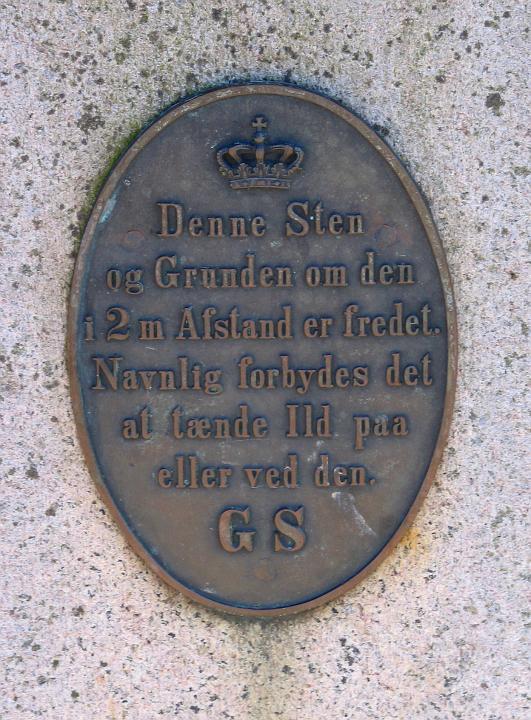 Denne Sten
og Grunden om den
i 2 m Afstand er fredet.
Navnlig forbydes det
at tænde Ild paa
eller ved den.
G S